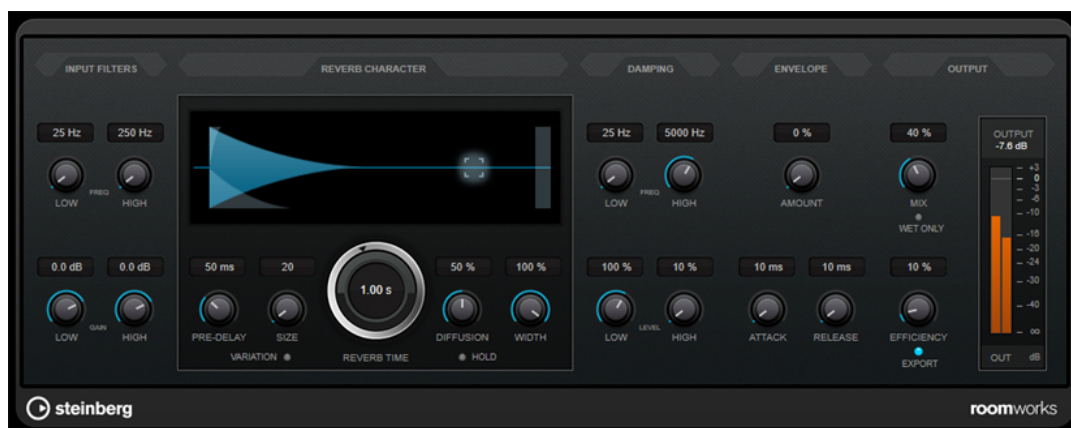 INPUT FILTERS
REVERB CHARACTER
DAMPING
ENVELOPE
OUTPUT
25 Hz
250 Hz
LOW
FREQ
HIGH
0.0 dB
0.0 dB
LOW
GAIN
HIGH
50 ms
20
1.00 s
50 %
100 %
PRE-DELAY
SIZE
DIFFUSION
WIDTH
VARIATION
REVERB TIME
HOLD
25 Hz
5000 Hz
LOW
FREQ
HIGH
100 %
10 %
LOW
LEVEL
HIGH
0 %
AMOUNT
10 ms
10 ms
ATTACK
RELEASE
40 %
MIX
WET ONLY
10 %
EFFICIENCY
EXPORT
OUTPUT
-7.6 dB
+3
0
-3
-6
-10
-16
-20
-24
-30
-40
∞
OUT dB
steinberg
roomworks